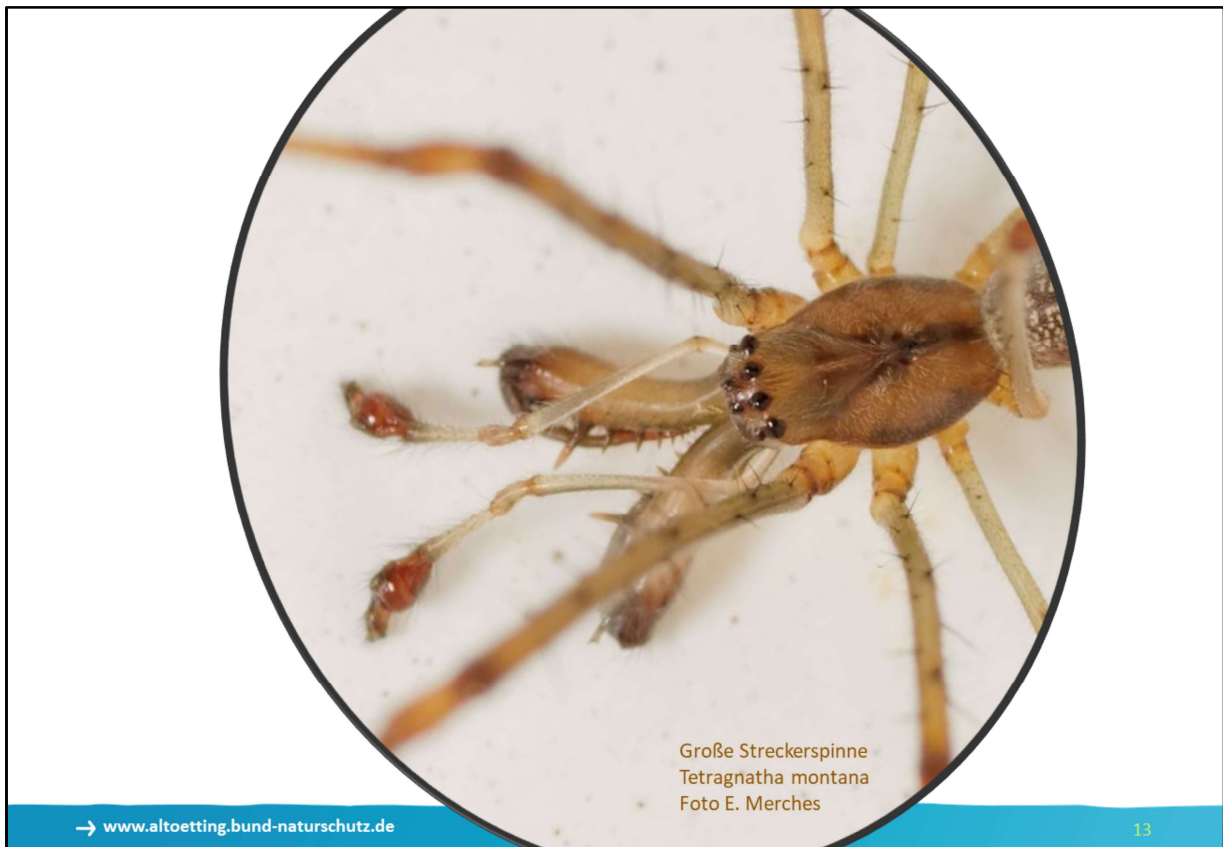 Große Streckerspinne
Tetragnatha montana
Foto E. Merches
→ www.altoetting.bund-naturschutz.de
13